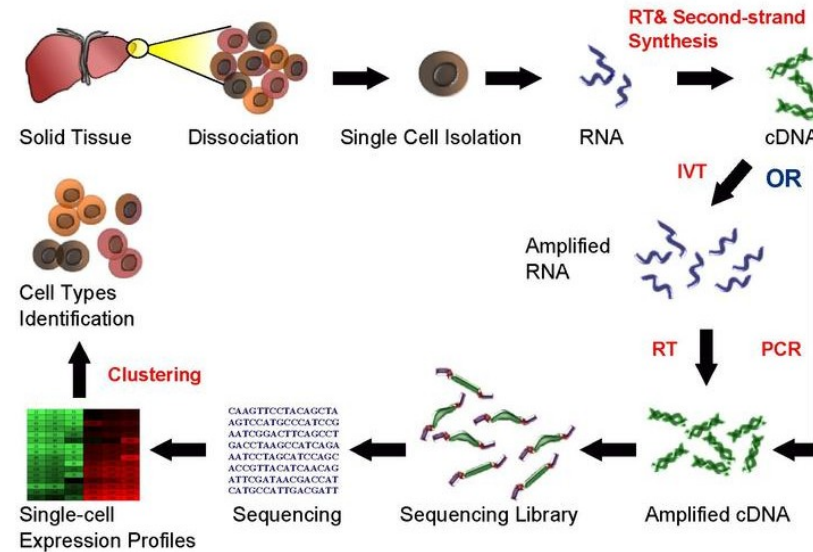 RT& Second-strand
Synthesis
Solid Tissue
Dissociation
Single Cell Isolation
RNA
cDNA
IVT
OR
Amplified
RNA
Cell Types
Identification
RT
PCR
Clustering
CAAGTTCCTACAGCTA
AGTCCATGCCCATCCG
AATCGGACTTCAGCCT
GACCTAAGCCATCAGA
AATCCTAGCATCCAGC
ACCGTTACATCAACAG
ATTCGATAACGACCAT
CATGCCATTGACGATT
Single-cell
Expression Profiles
Sequencing
Sequencing Library
Amplified cDNA